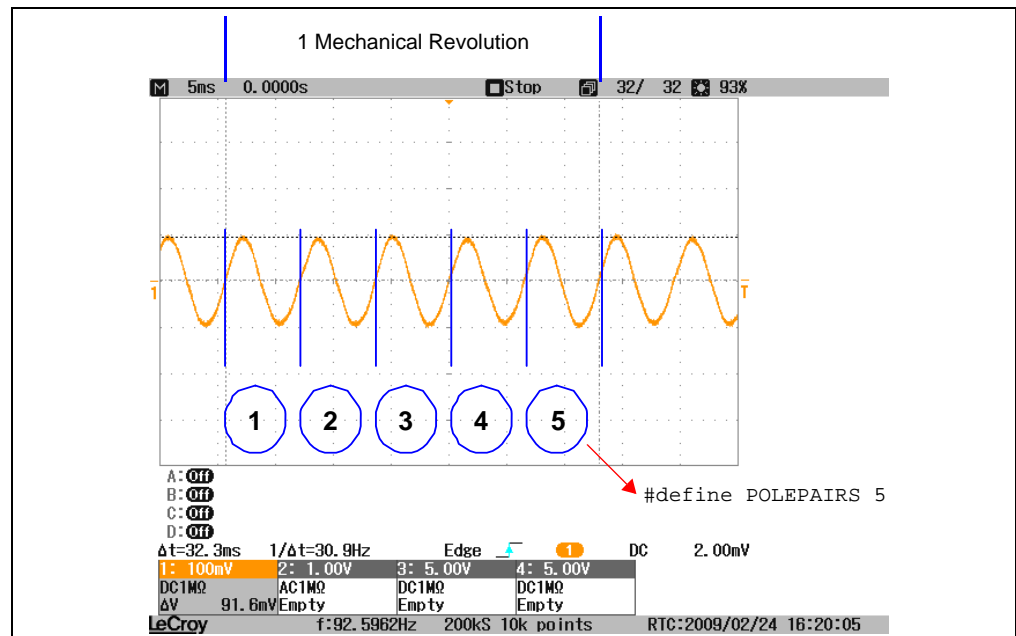 1 Mechanical Revolution
M 5ms 0.0000s Stop 32/ 32 93%
1 T
1 2 3 4 5
#define POLEPAIRS 5
A:Off
B:Off
C:Off
D:Off
Δt=32.3ms 1/Δt=30.9Hz Edge 1 DC 2.00mV
1: 100mV 2: 1.00V 3: 5.00V 4: 5.00V
DC1MΩ AC1MΩ DC1MΩ DC1MΩ
ΔV 91.6mV Empty Empty Empty
LeCroy f:92.5962Hz 200kS 10k points RTC:2009/02/24 16:20:05